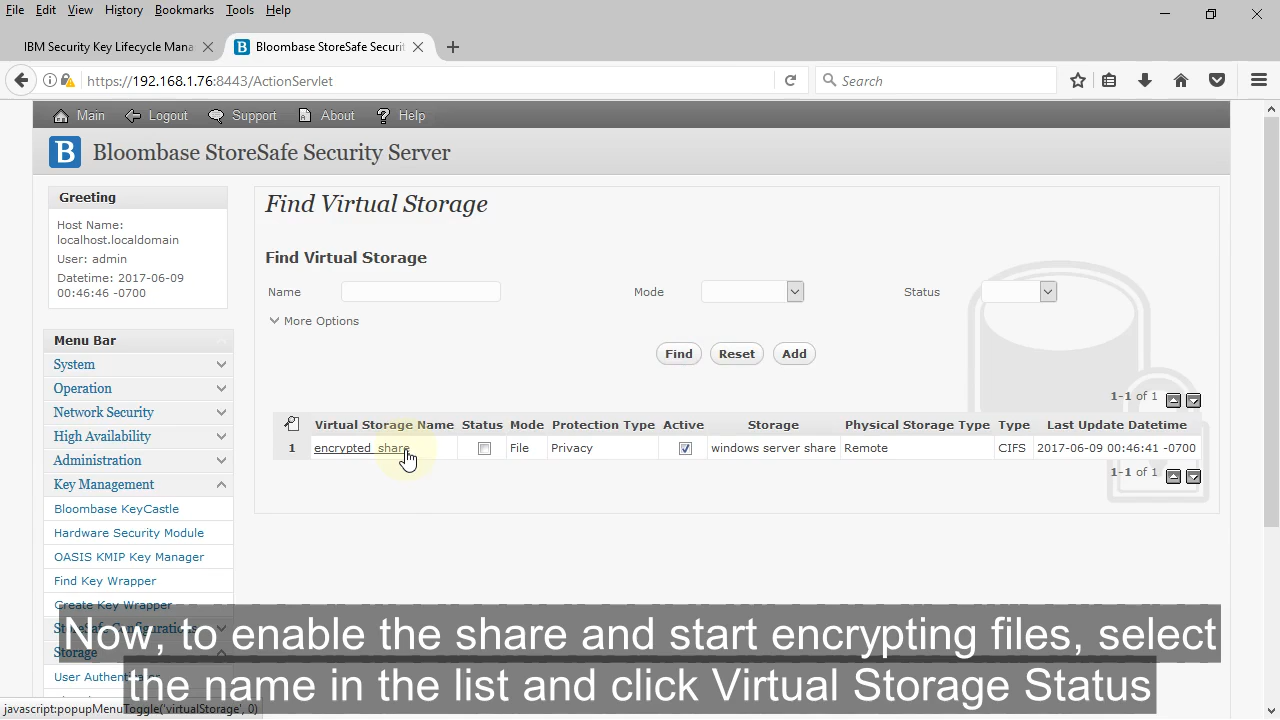 File Edit View History Bookmarks Tools Help
IBM Security Key Lifecycle Mana
Bloombase StoreSafe Securit
https://192.168.1.76:8443/ActionServlet
Search
Main Logout Support About Help
B Bloombase StoreSafe Security Server
Greeting
Host Name:
localhost.localdomain
User: admin
Datetime: 2017-06-09
00:46:46 -0700
Menu Bar
System
Operation
Network Security
High Availability
Administration
Key Management
Bloombase KeyCastle
Hardware Security Module
OASIS KMIP Key Manager
Find Key Wrapper
Create Key Wrapper
StoreSafe Configurations
Storage
Find Virtual Storage
Find Virtual Storage
Name Mode Status
More Options
Find Reset Add
1-1 of 1
Virtual Storage Name Status Mode Protection Type Active Storage Physical Storage Type Type Last Update Datetime
1 encrypted_share File Privacy windows server share Remote CIFS 2017-06-09 00:46:41 -0700
1-1 of 1
Now, to enable the share and start encrypting files, select
the name in the list and click Virtual Storage Status
javascript:popupMenuToggle('virtualStorage', 0)